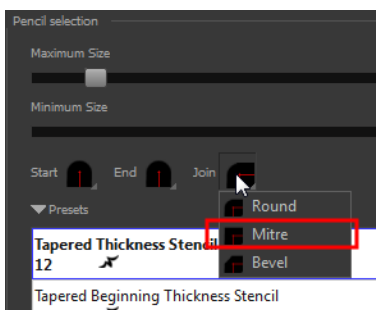 Pencil selection
Maximum Size
Minimum Size
Start End Join
Round
Presets
Mitre
Tapered Thickness Stencil
12
Bevel
Tapered Beginning Thickness Stencil